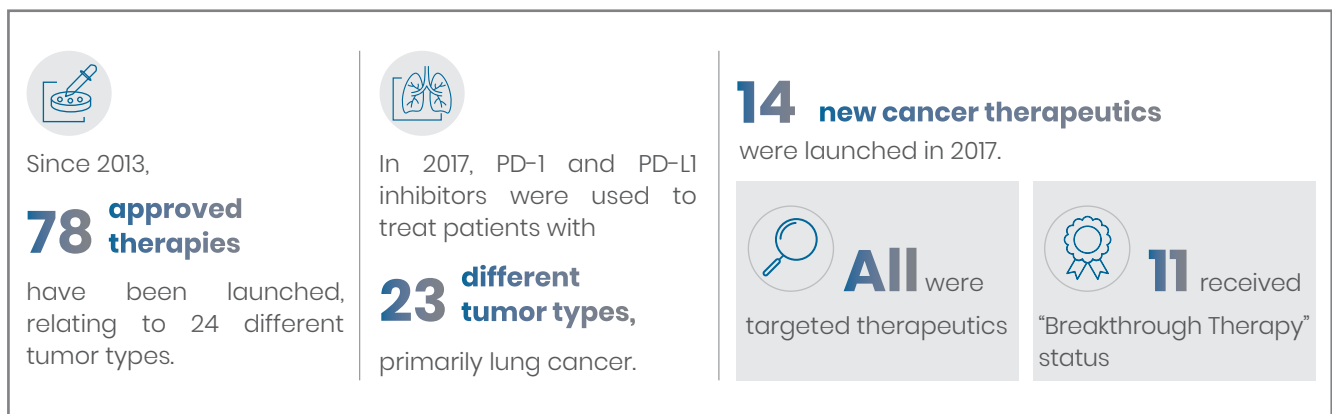 Since 2013,
78 approved
therapies
have been launched,
relating to 24 different
tumor types.
In 2017, PD-1 and PD-L1
inhibitors were used to
treat patients with
23 different
tumor types,
primarily lung cancer.
14 new cancer therapeutics
were launched in 2017.
All were
targeted therapeutics
11 received
“Breakthrough Therapy”
status